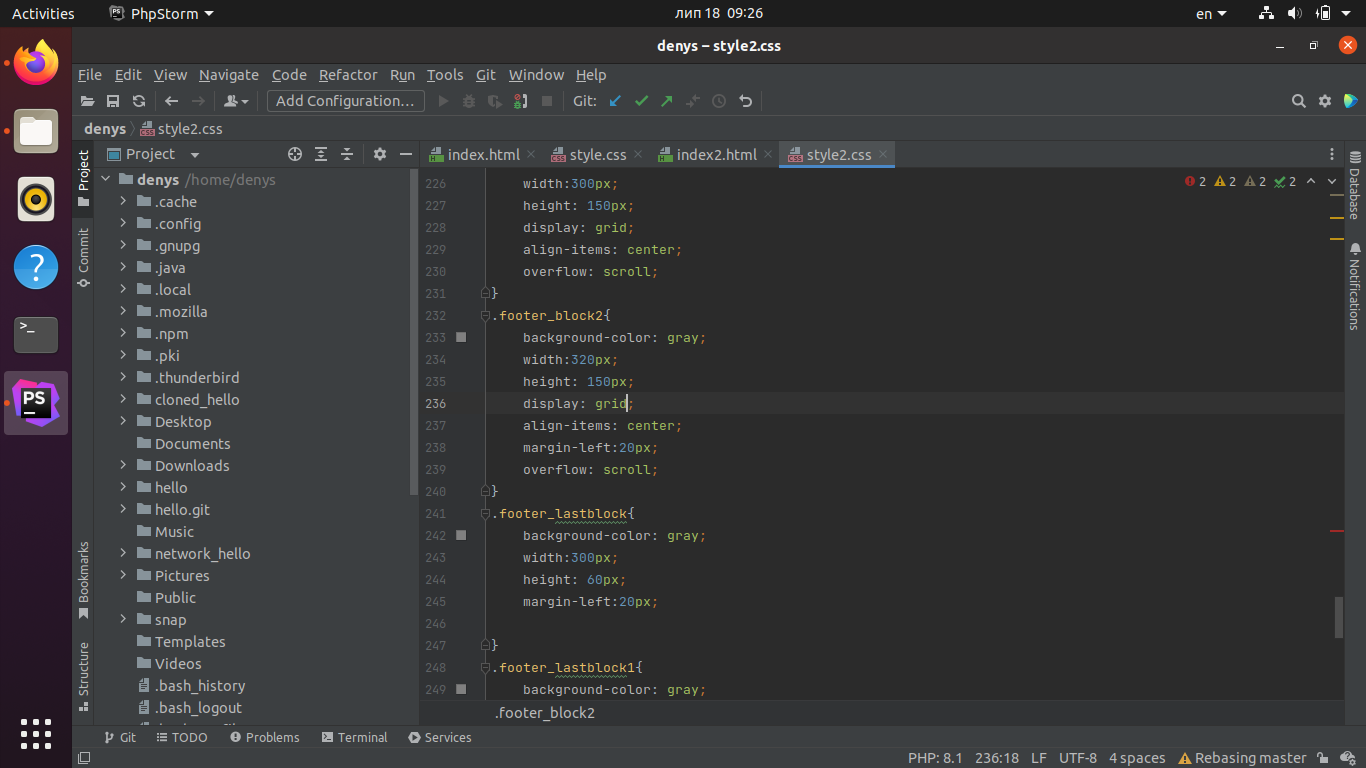 Activities PhpStorm лип 18 09:26 en
denys – style2.css
File Edit View Navigate Code Refactor Run Tools Git Window Help
Add Configuration... Git:
denys style2.css
Project
index.html style.css index2.html style2.css
denys /home/denys
.cache
.config
.gnupg
.java
.local
.mozilla
.npm
.pki
.thunderbird
cloned_hello
Desktop
Documents
Downloads
hello
hello.git
Music
network_hello
Pictures
Public
snap
Templates
Videos
.bash_history
.bash_logout
Project
Commit
Bookmarks
Structure
2 2 2 2
226 width:300px;
227 height: 150px;
228 display: grid;
229 align-items: center;
230 overflow: scroll;
231 }
232 .footer_block2{
233 background-color: gray;
234 width:320px;
235 height: 150px;
236 display: grid;
237 align-items: center;
238 margin-left:20px;
239 overflow: scroll;
240 }
241 .footer_lastblock{
242 background-color: gray;
243 width:300px;
244 height: 60px;
245 margin-left:20px;
246
247 }
248 .footer_lastblock1{
249 background-color: gray;
.footer_block2
Database
Notifications
Git TODO Problems Terminal Services
PHP: 8.1 236:18 LF UTF-8 4 spaces Rebasing master
PS
>_
?